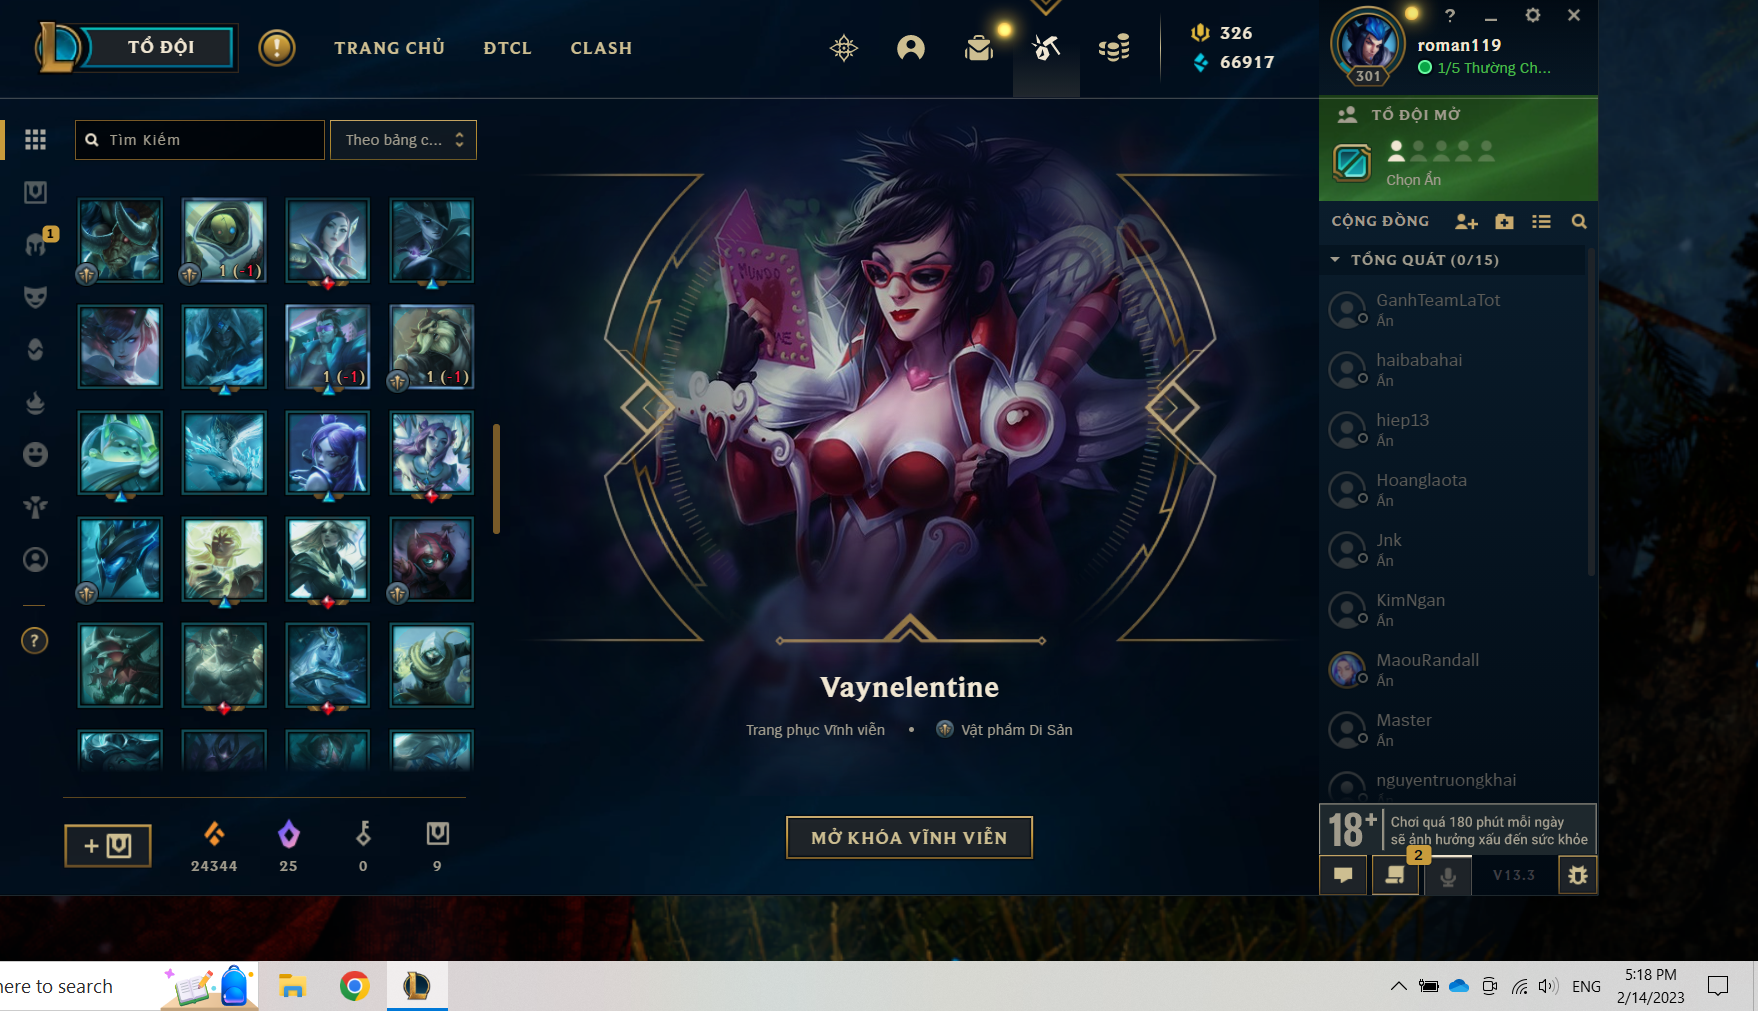 TỔ ĐỘI
TRANG CHỦ
ĐTCL
CLASH
326
66917
301
roman119
1/5 Thường Ch...
Tìm Kiếm
Theo bảng c...
1
1 (-1)
1 (-1)
1 (-1)
MUNDO
Vaynelentine
Trang phục Vĩnh viễn • Vật phẩm Di Sản
MỞ KHÓA VĨNH VIỄN
24344
25
0
9
TỔ ĐỘI MỞ
Chọn Ẩn
CỘNG ĐỒNG
TỔNG QUÁT (0/15)
GanhTeamLaTot
Ẩn
haibabahai
Ẩn
hiep13
Ẩn
Hoanglaota
Ẩn
Jnk
Ẩn
KimNgan
Ẩn
MaouRandall
Ẩn
Master
Ẩn
nguyentruongkhai
18+
Chơi quá 180 phút mỗi ngày
sẽ ảnh hưởng xấu đến sức khỏe
2
V13.3
here to search
ENG
5:18 PM
2/14/2023